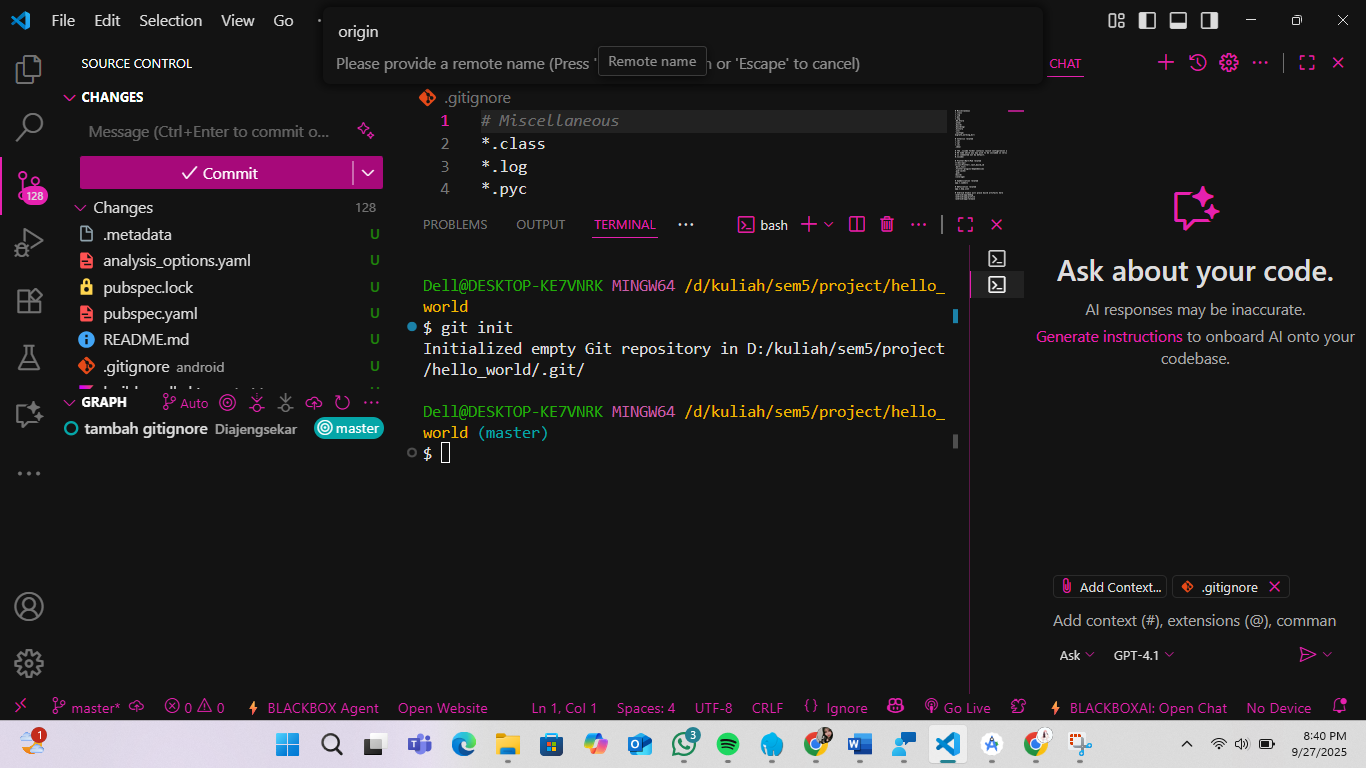 File Edit Selection View Go
origin
Please provide a remote name (Press ' n or 'Escape' to cancel)
Remote name
SOURCE CONTROL
CHANGES
Message (Ctrl+Enter to commit o...
Commit
Changes 128
128
.metadata U
analysis_options.yaml U
pubspec.lock U
pubspec.yaml U
README.md U
.gitignore android U
GRAPH Auto
tambah gitignore Diajengsekar master
.gitignore
1 # Miscellaneous
2 *.class
3 *.log
4 *.pyc
PROBLEMS OUTPUT TERMINAL ... bash
Dell@DESKTOP-KE7VNRK MINGW64 /d/kuliah/sem5/project/hello_
world
$ git init
Initialized empty Git repository in D:/kuliah/sem5/project
/hello_world/.git/
Dell@DESKTOP-KE7VNRK MINGW64 /d/kuliah/sem5/project/hello_
world (master)
$
CHAT
Ask about your code.
AI responses may be inaccurate.
Generate instructions to onboard AI onto your
codebase.
Add Context... .gitignore
Add context (#), extensions (@), comman
Ask GPT-4.1
master* 0 0 BLACKBOX Agent Open Website Ln 1, Col 1 Spaces: 4 UTF-8 CRLF {} Ignore Go Live BLACKBOXAI: Open Chat No Device
1
3
8:40 PM
9/27/2025